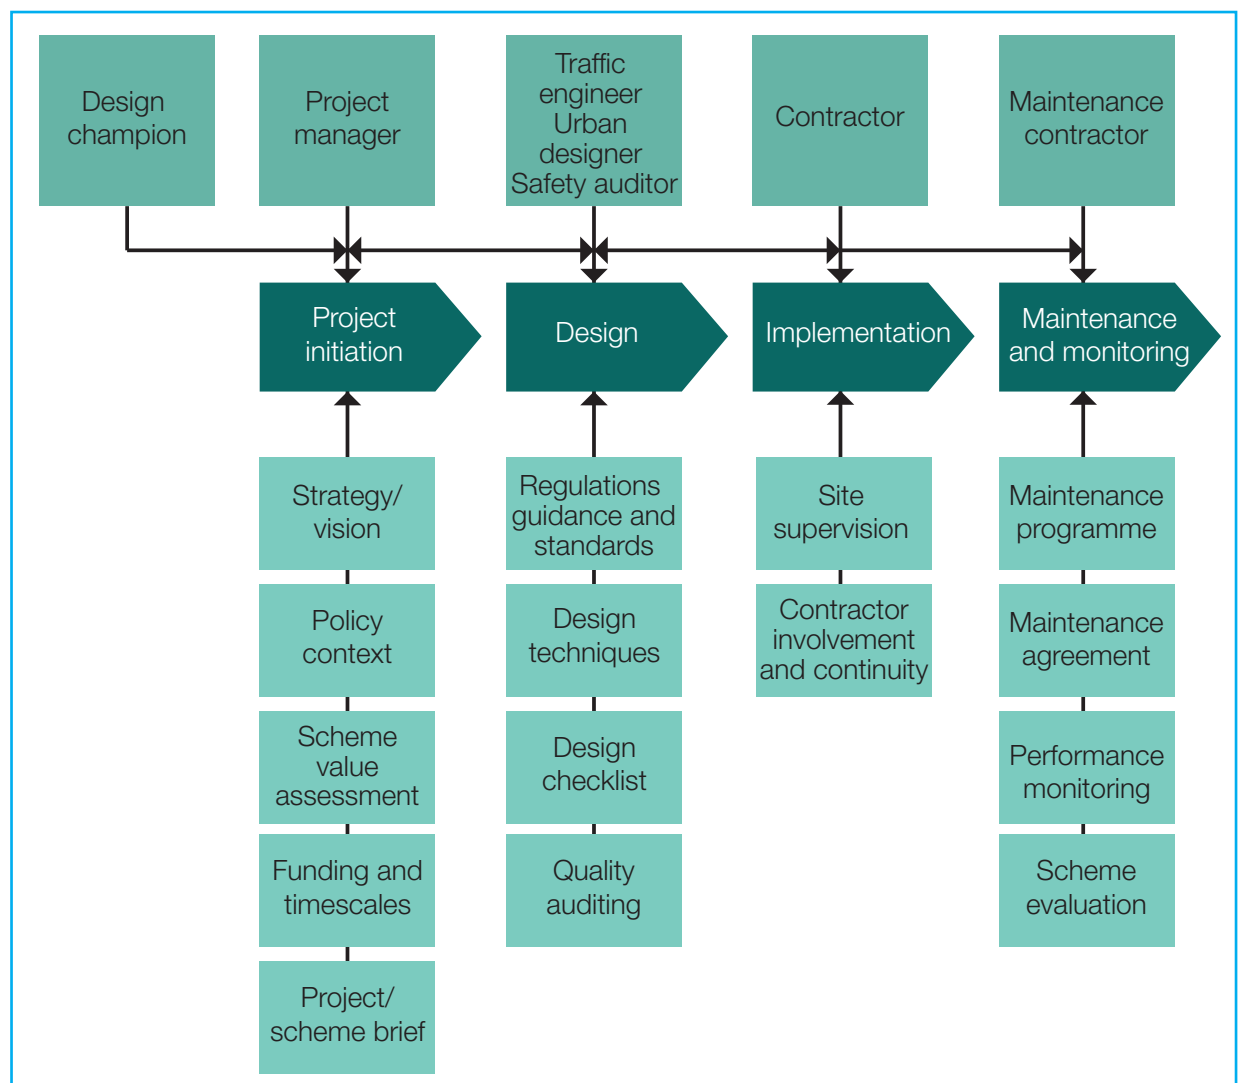 Design
champion
Project
manager
Traffic
engineer
Urban
designer
Safety auditor
Contractor
Maintenance
contractor
Project
initiation
Design
Implementation
Maintenance
and monitoring
Strategy/
vision
Policy
context
Scheme
value
assessment
Funding and
timescales
Project/
scheme brief
Regulations
guidance and
standards
Design
techniques
Design
checklist
Quality
auditing
Site
supervision
Contractor
involvement
and continuity
Maintenance
programme
Maintenance
agreement
Performance
monitoring
Scheme
evaluation